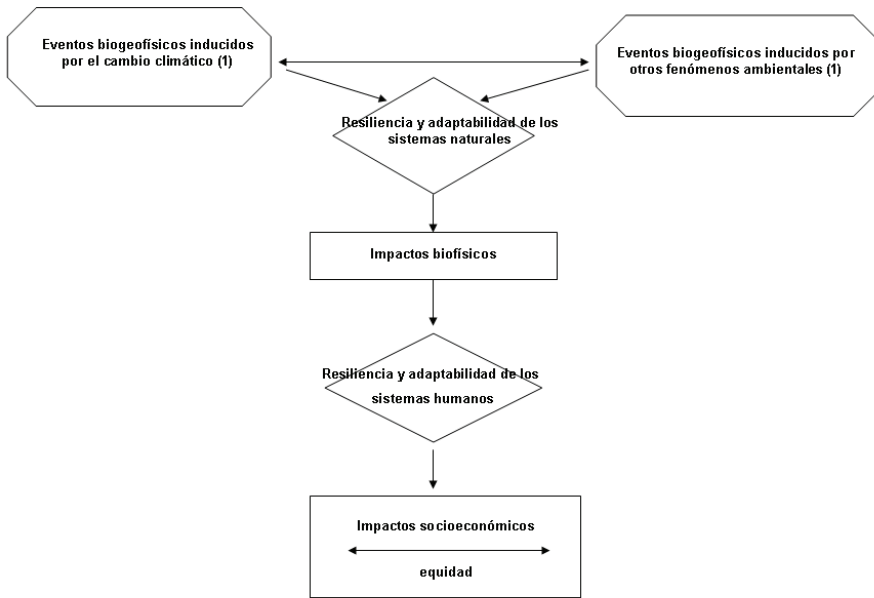 Eventos biogeofísicos inducidos
por el cambio climático (1)
Eventos biogeofísicos inducidos por
otros fenómenos ambientales (1)
Resiliencia y adaptabilidad de los
sistemas naturales
Impactos biofísicos
Resiliencia y adaptabilidad de los
sistemas humanos
Impactos socioeconómicos
equidad